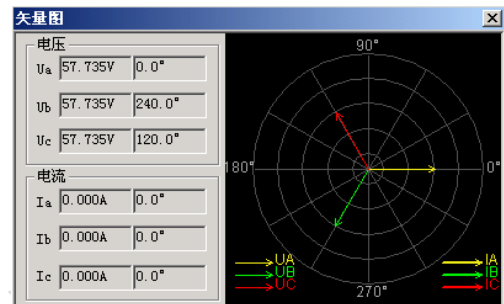 矢量图
电压
Ua 57.735V 0.0°
Ub 57.735V 240.0°
Uc 57.735V 120.0°
电流
Ia 0.000A 0.0°
Ib 0.000A 0.0°
Ic 0.000A 0.0°
90°
180°
0°
270°
UA
UB
UC
IA
IB
IC